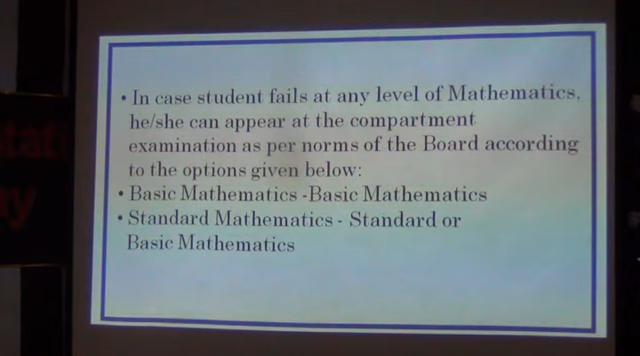 • In case student fails at any level of Mathematics,
he/she can appear at the compartment
examination as per norms of the Board according
to the options given below:
• Basic Mathematics -Basic Mathematics
• Standard Mathematics - Standard or
Basic Mathematics